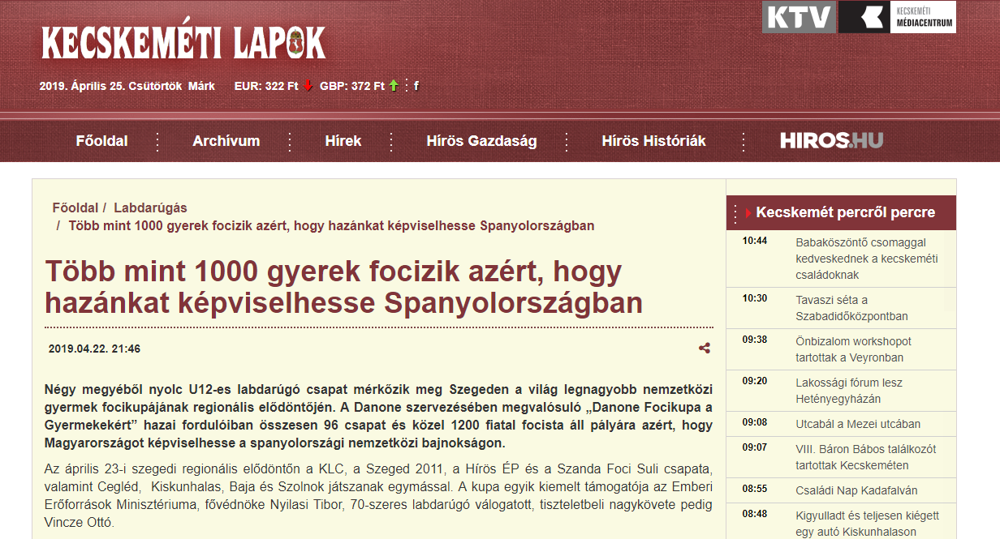 KECSKEMÉTI LAPOK
KTV
KECSKEMÉTI
MÉDIACENTRUM
2019. Április 25. Csütörtök Márk EUR: 322 Ft GBP: 372 Ft f
Főoldal Archívum Hírek Hírös Gazdaság Hírös Históriák HIROS.HU
Főoldal / Labdarúgás
/ Több mint 1000 gyerek focizik azért, hogy hazánkat képviselhesse Spanyolországban
Több mint 1000 gyerek focizik azért, hogy
hazánkat képviselhesse Spanyolországban
2019.04.22. 21:46
Négy megyéből nyolc U12-es labdarúgó csapat mérkőzik meg Szegeden a világ legnagyobb nemzetközi
gyermek focikupájának regionális elődöntőjén. A Danone szervezésében megvalósuló „Danone Focikupa a
Gyermekekért” hazai fordulóiban összesen 96 csapat és közel 1200 fiatal focista áll pályára azért, hogy
Magyarországot képviselhesse a spanyolországi nemzetközi bajnokságon.
Az április 23-i szegedi regionális elődöntőn a KLC, a Szeged 2011, a Hírös ÉP és a Szanda Foci Suli csapata,
valamint Cegléd, Kiskunhalas, Baja és Szolnok játszanak egymással. A kupa egyik kiemelt támogatója az Emberi
Erőforrások Minisztériuma, fővédnöke Nyilasi Tibor, 70-szeres labdarúgó válogatott, tiszteletbeli nagykövete pedig
Vincze Ottó.
Kecskemét percről percre
10:44 Babaköszöntő csomaggal
kedveskednek a kecskeméti
családoknak
10:30 Tavaszi séta a
Szabadidőközpontban
09:38 Önbizalom workshopot
tartottak a Veyronban
09:20 Lakossági fórum lesz
Hetényegyházán
09:08 Utcabál a Mezei utcában
09:07 VIII. Báron Bábos találkozót
tartottak Kecskeméten
08:55 Családi Nap Kadafalván
08:48 Kigyulladt és teljesen kiégett
egy autó Kiskunhalason